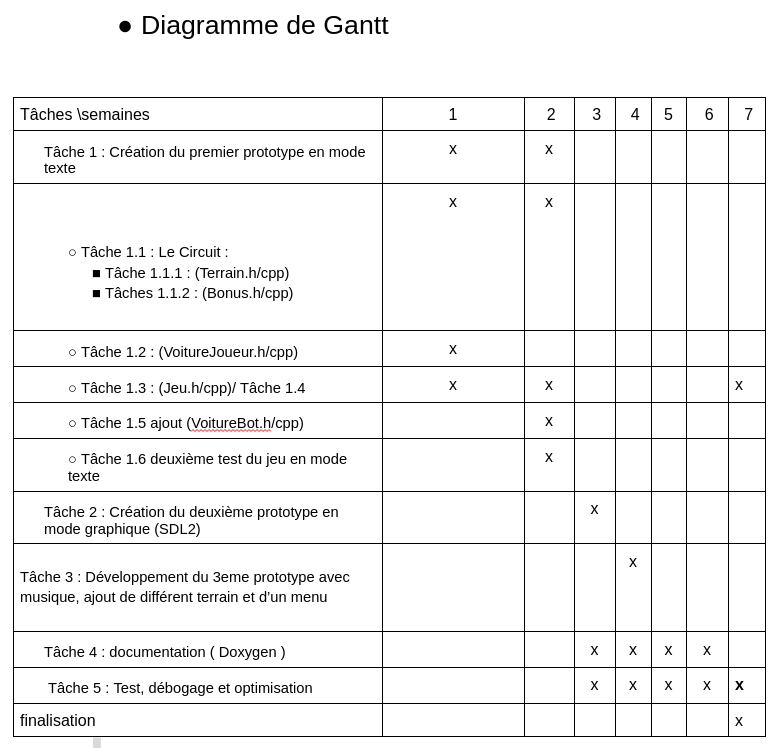 ● Diagramme de Gantt
Tâches \semaines 1 2 3 4 5 6 7
Tâche 1 : Création du premier prototype en mode x x
texte
x x
○ Tâche 1.1 : Le Circuit :
■ Tâche 1.1.1 : (Terrain.h/cpp)
■ Tâches 1.1.2 : (Bonus.h/cpp)
○ Tâche 1.2 : (VoitureJoueur.h/cpp) x
○ Tâche 1.3 : (Jeu.h/cpp)/ Tâche 1.4 x x x
○ Tâche 1.5 ajout (VoitureBot.h/cpp) x
○ Tâche 1.6 deuxième test du jeu en mode x
texte
Tâche 2 : Création du deuxième prototype en x
mode graphique (SDL2)
x
Tâche 3 : Développement du 3eme prototype avec
musique, ajout de différent terrain et d’un menu
Tâche 4 : documentation ( Doxygen ) x x x x
Tâche 5 : Test, débogage et optimisation x x x x x
finalisation x